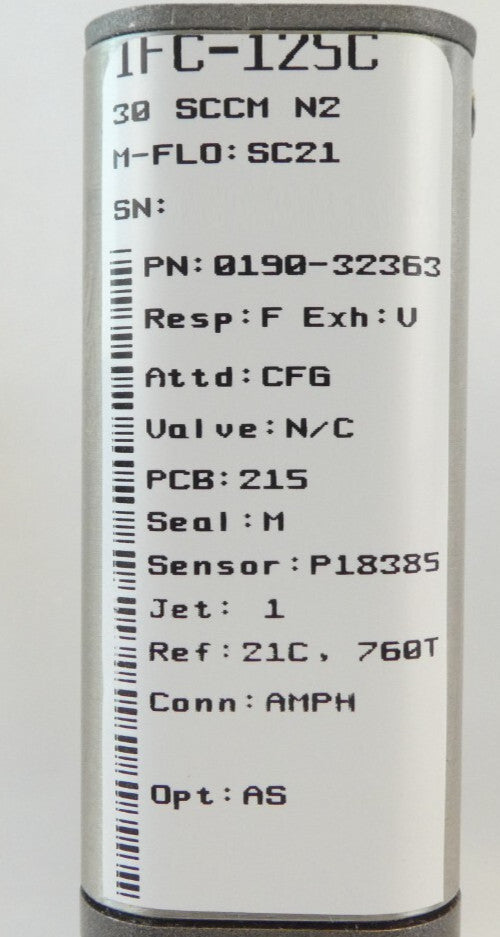 IFC-125C
30 SCCM N2
M-FLO:SC21
SN:
PN:0190-32363
Resp:F Exh:V
Attd:CFG
Valve:N/C
PCB:215
Seal:M
Sensor:P18385
Jet: 1
Ref:21C, 760T
Conn:AMPH
Opt:AS